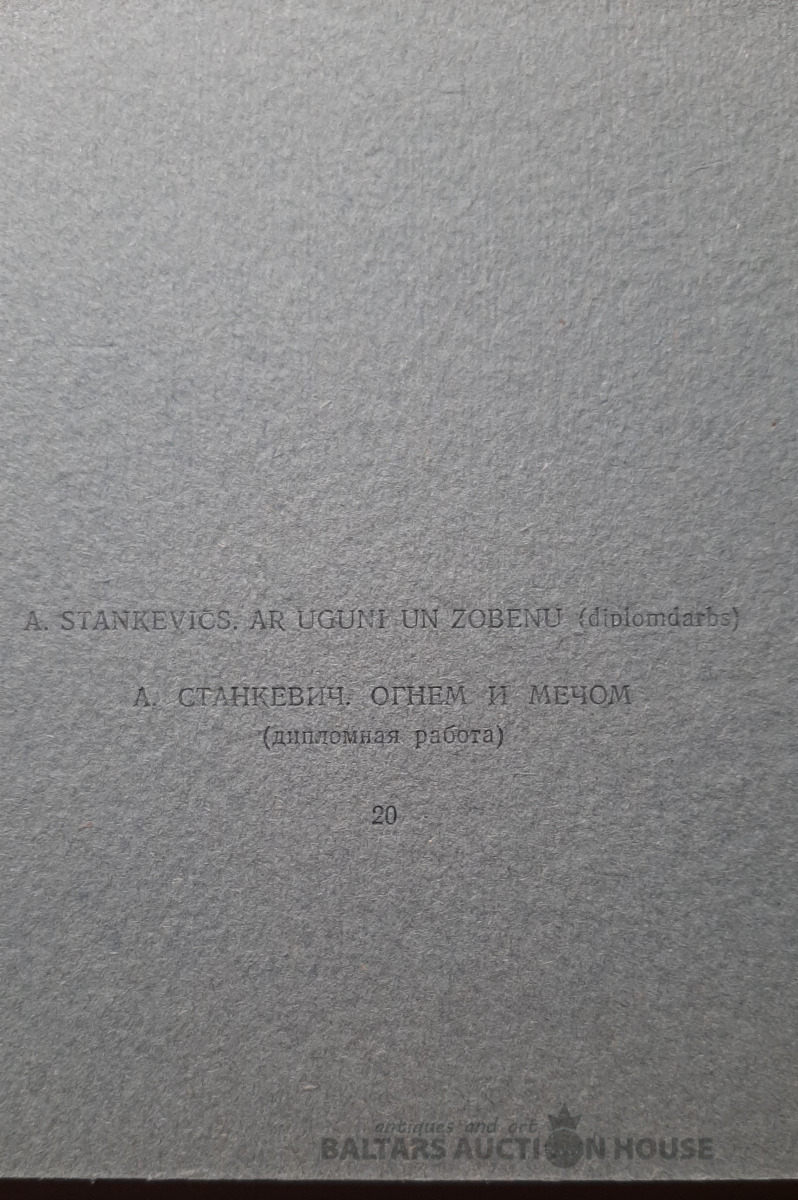 A. STANKEVIČS. AR UGUNI UN ZOBENU (diplomdarbs)
А. СТАНКЕВИЧ. ОГНЕМ И МЕЧОМ
(дипломная работа)
20
antiques and art
BALTARS AUCTION HOUSE